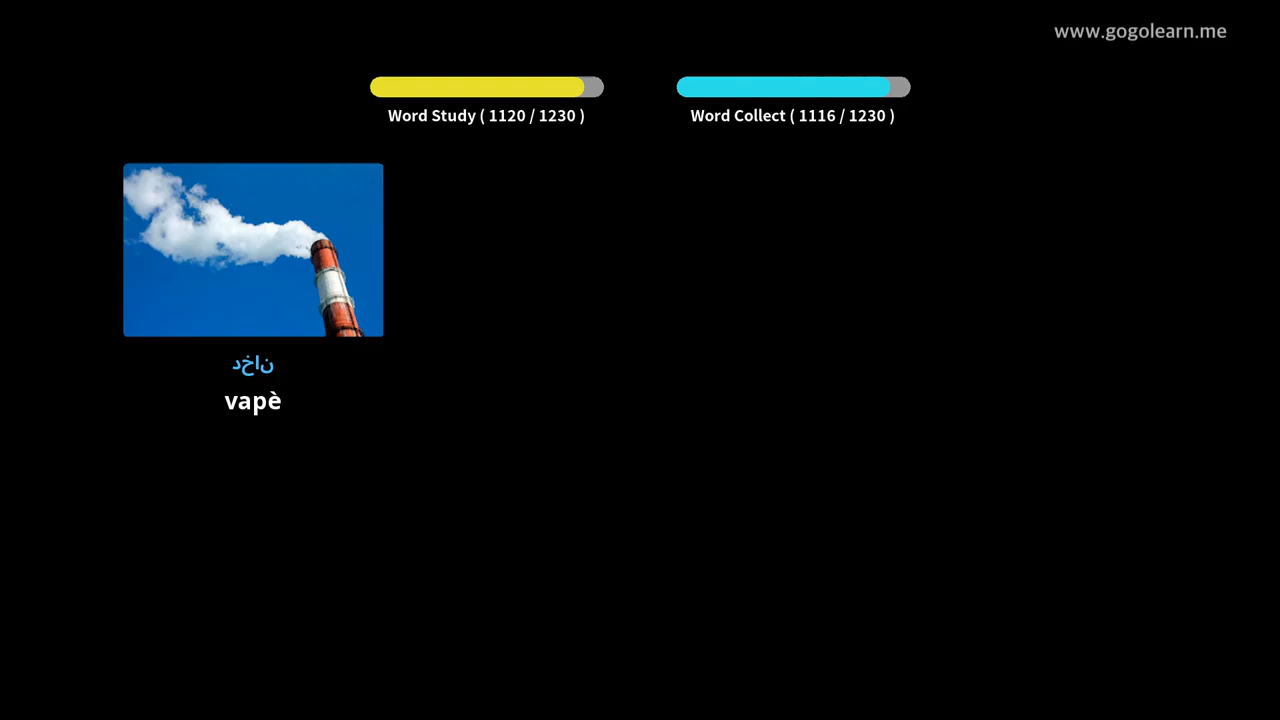 www.gogolearn.me
Word Study ( 1120 / 1230 )
Word Collect ( 1116 / 1230 )
دخان
vapè